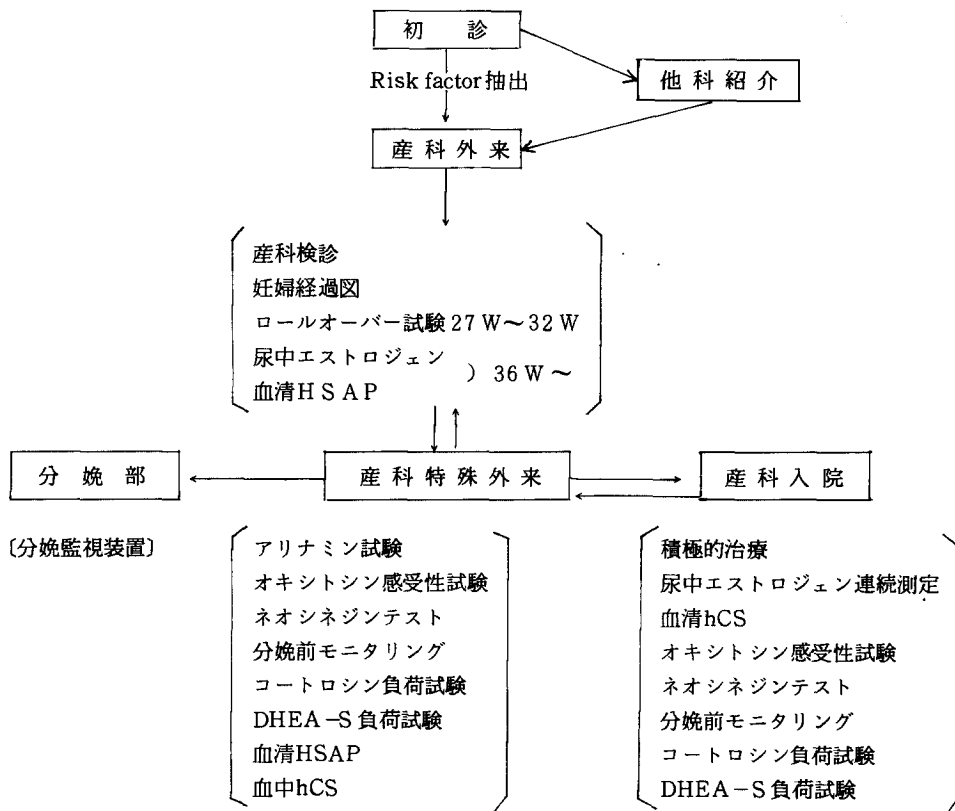 初診
Risk factor 抽出
他科紹介
産科外来
産科検診
妊婦経過図
ロールオーバー試験 27W～32W
尿中エストロジェン
血清HSAP
) 36W～
分娩部
産科特殊外来
産科入院
〔分娩監視装置〕
アリナミン試験
オキシトシン感受性試験
ネオシネジンテスト
分娩前モニタリング
コートロシン負荷試験
DHEA-S負荷試験
血清HSAP
血中hCS
積極的治療
尿中エストロジェン連続測定
血清hCS
オキシトシン感受性試験
ネオシネジンテスト
分娩前モニタリング
コートロシン負荷試験
DHEA-S負荷試験